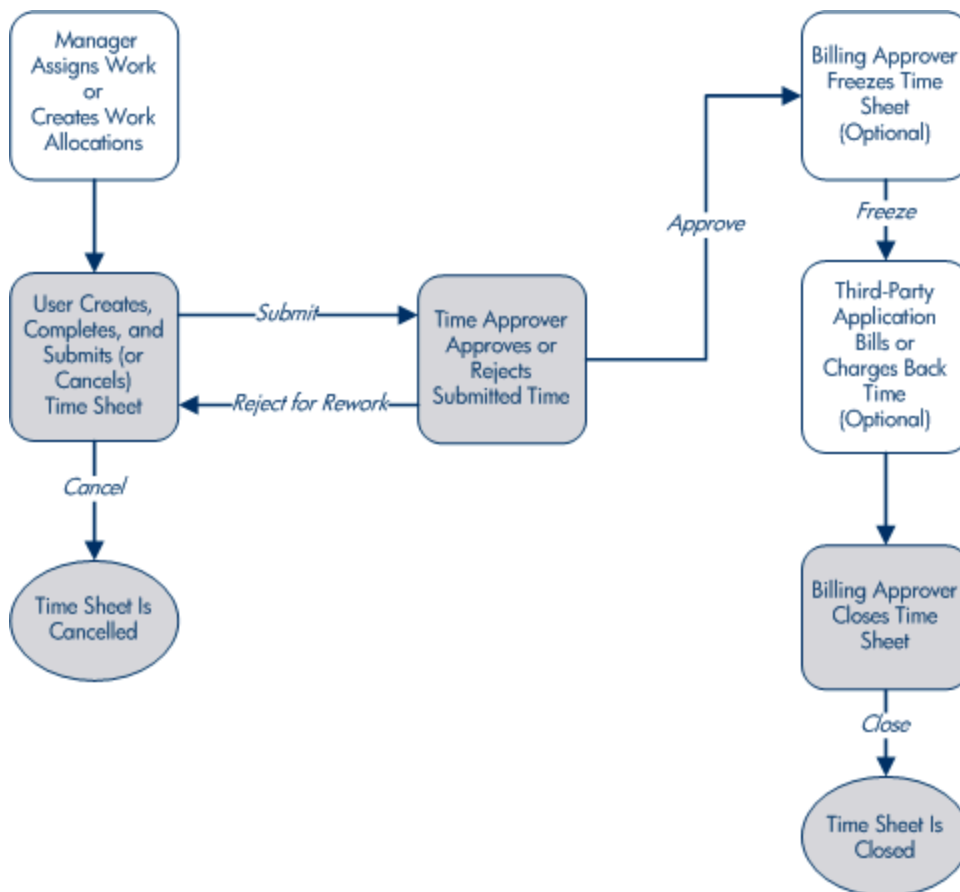 Manager
Assigns Work
or
Creates Work
Allocations
User Creates,
Completes, and
Submits (or
Cancels)
Time Sheet
Submit
Reject for Rework
Cancel
Time Sheet Is
Cancelled
Time Approver
Approves or
Rejects
Submitted Time
Approve
Billing Approver
Freezes Time
Sheet
(Optional)
Freeze
Third-Party
Application
Bills or
Charges Back
Time
(Optional)
Billing Approver
Closes Time
Sheet
Close
Time Sheet Is
Closed